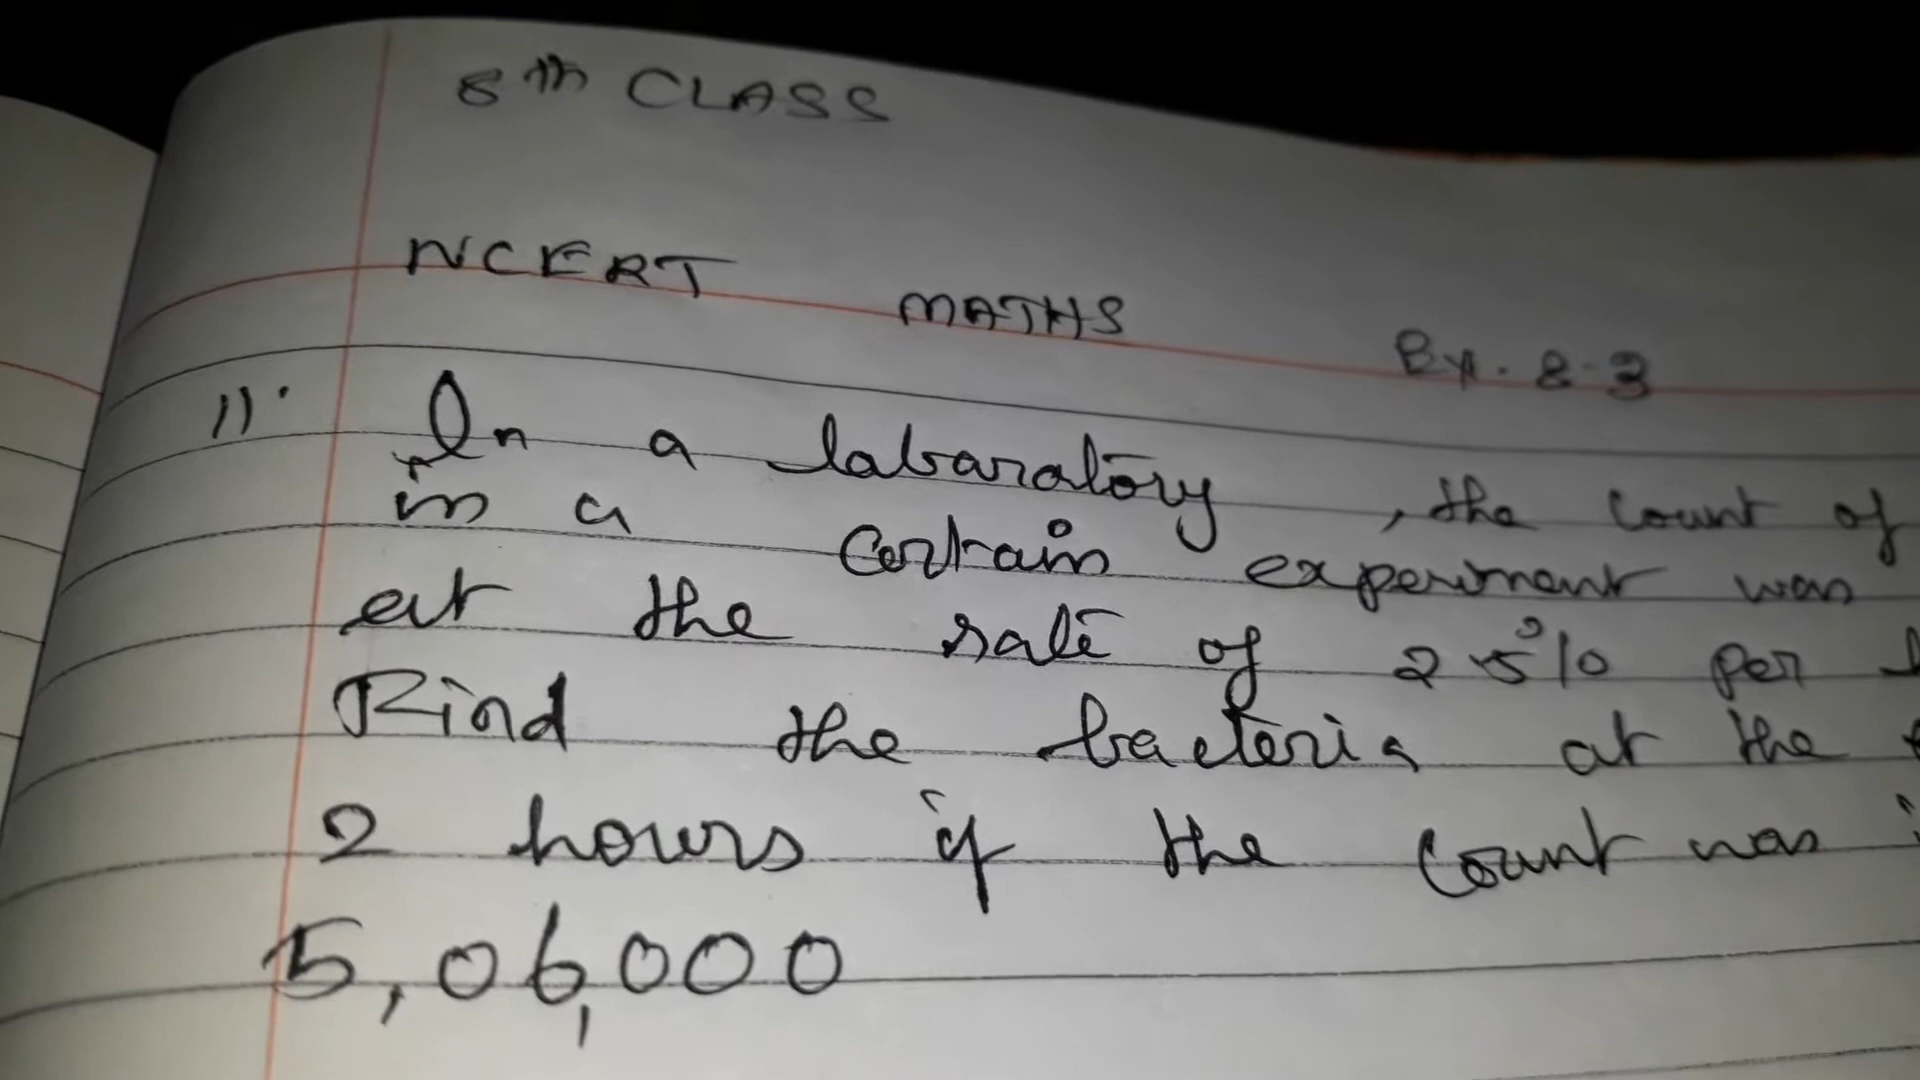 8th CLASS
NCERT MATHS Ex. 8.3
11. In a labaratory, the count of
in a certain experiment was
at the rate of 2.5% per
Find the bacteria at the
2 hours if the count was
5,06,000